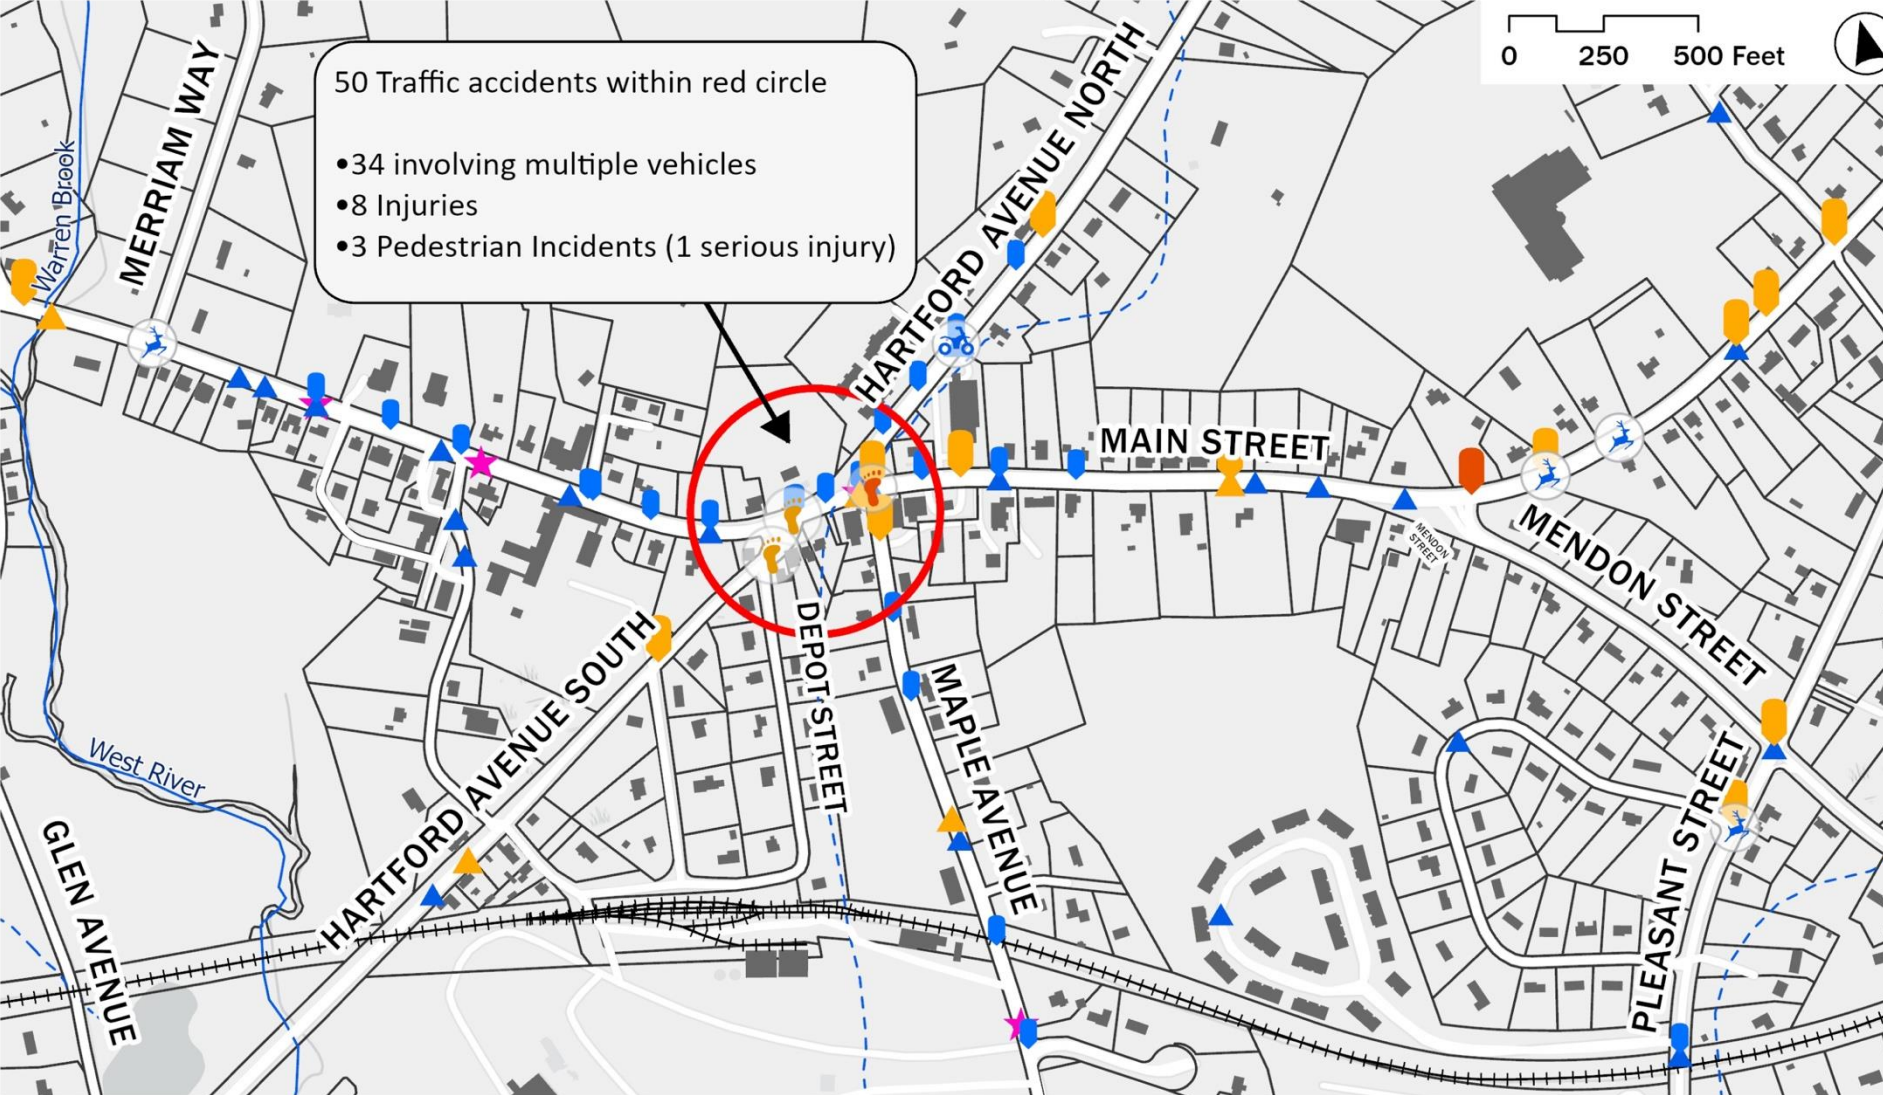 50 Traffic accidents within red circle
•34 involving multiple vehicles
•8 Injuries
•3 Pedestrian Incidents (1 serious injury)
0 250 500 Feet
MERRIAM WAY
Warren Brook
HARTFORD AVENUE NORTH
MAIN STREET
MENDON
STREET
MENDON STREET
HARTFORD AVENUE SOUTH
DEPOT STREET
MAPLE AVENUE
West River
GLEN AVENUE
PLEASANT STREET